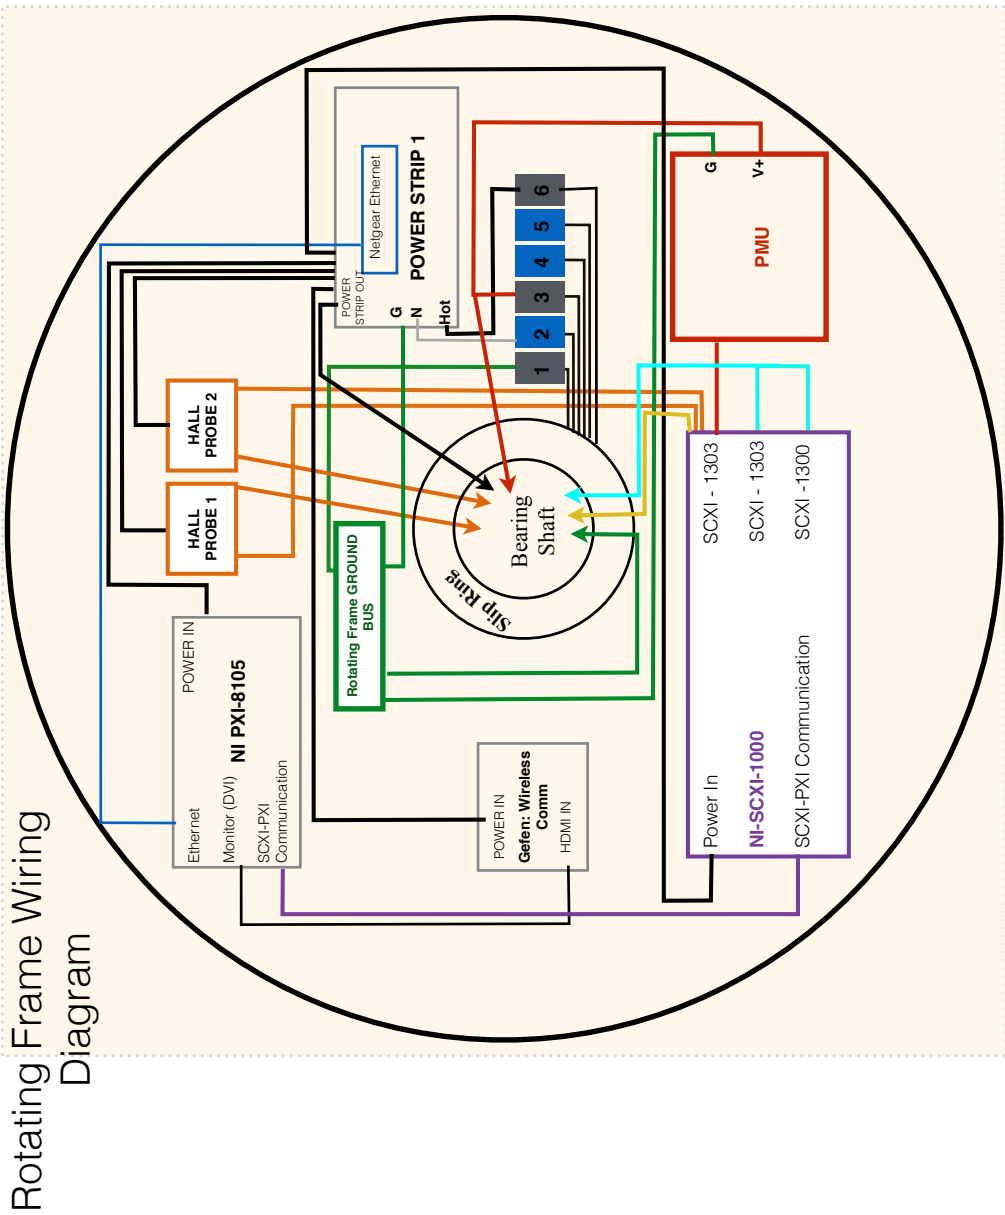 Rotating Frame Wiring
Diagram
Ethernet
POWER IN
Monitor (DVI)
NI PXI-8105
SCXI-PXI
Communication
HALL
PROBE 1
HALL
PROBE 2
POWER
STRIP OUT
Netgear Ethernet
G
N
POWER STRIP 1
Hot
Rotating Frame GROUND
BUS
Slip Ring
Bearing
Shaft
1
2
3
4
5
6
POWER IN
Gefen: Wireless
Comm
HDMI IN
G
V+
PMU
Power In
SCXI - 1303
NI-SCXI-1000
SCXI - 1303
SCXI-PXI Communication
SCXI -1300